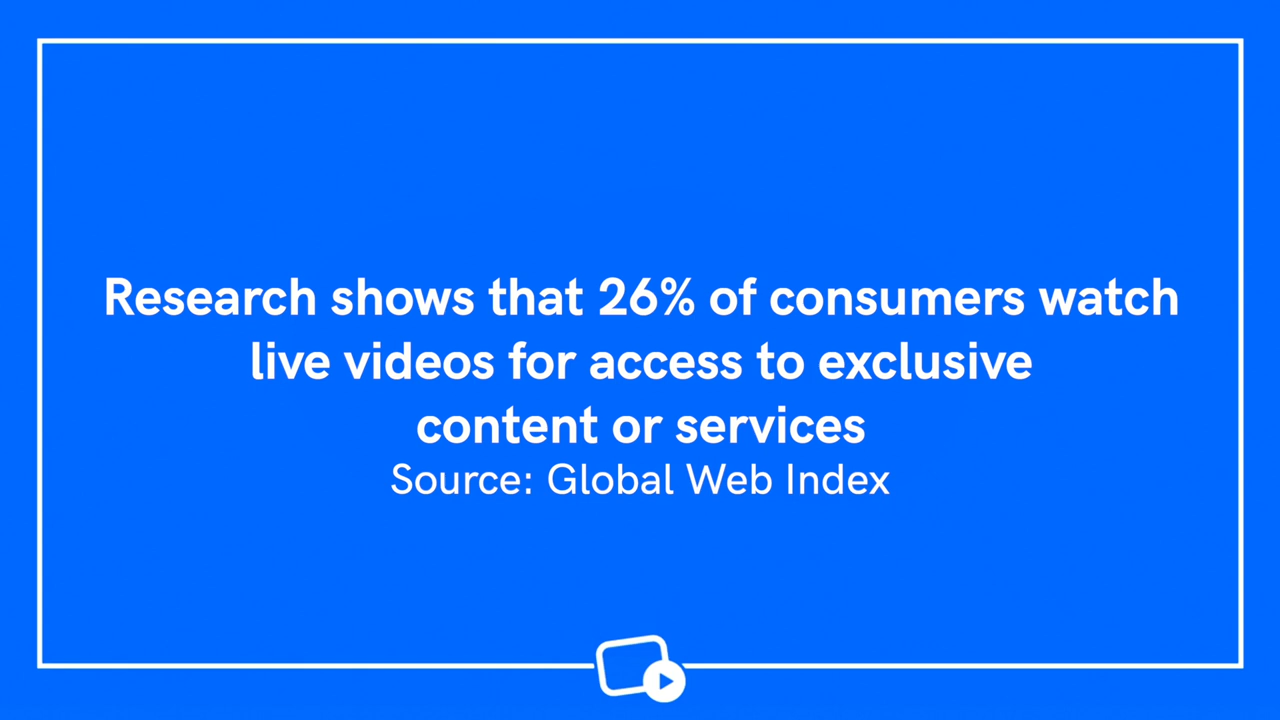 Research shows that 26% of consumers watch
live videos for access to exclusive
content or services
Source: Global Web Index